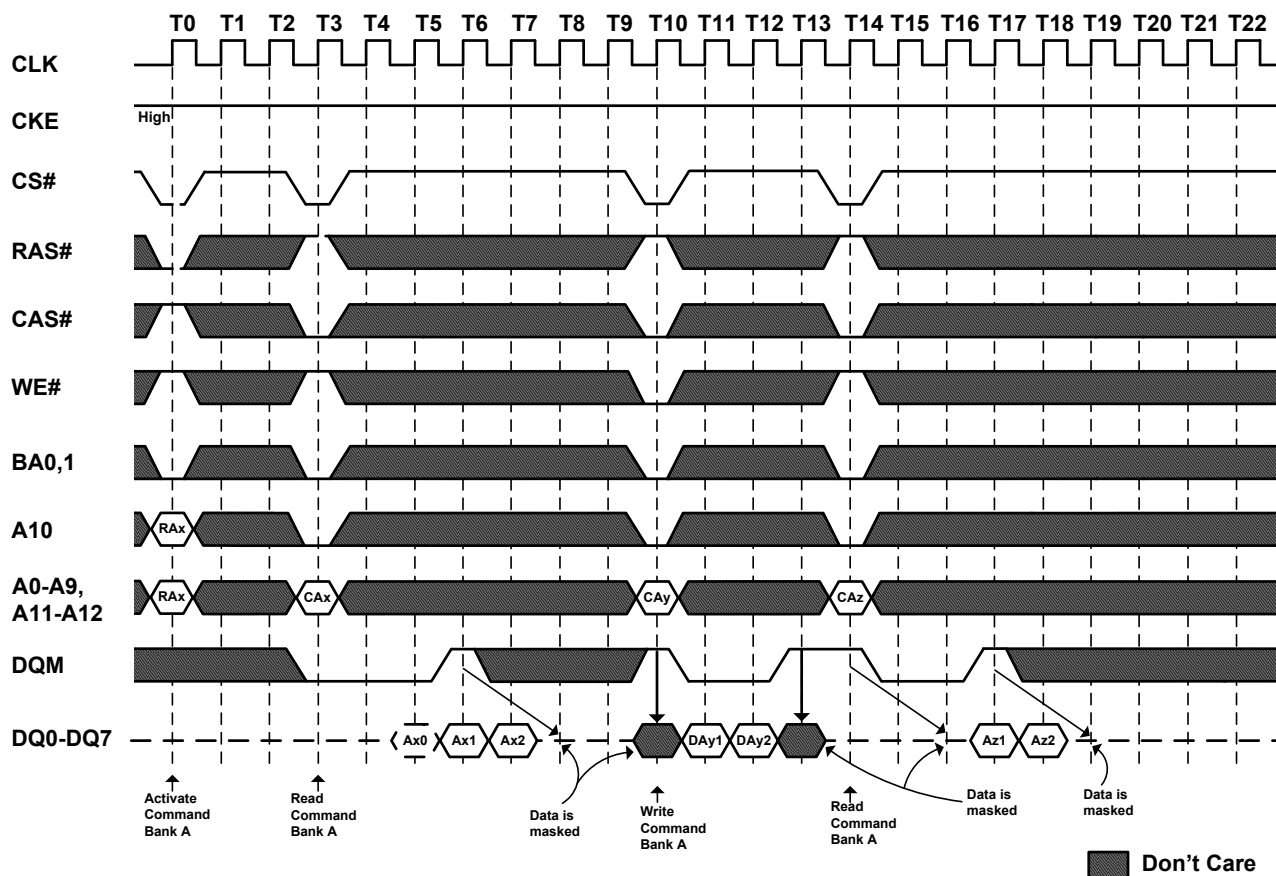 T0 T1 T2 T3 T4 T5 T6 T7 T8 T9 T10 T11 T12 T13 T14 T15 T16 T17 T18 T19 T20 T21 T22
CLK
CKE High
CS#
RAS#
CAS#
WE#
BA0,1
A10 RAx
A0-A9,
A11-A12 RAx CAx CAy CAz
DQM
DQ0-DQ7 Ax0 Ax1 Ax2 DAy1 DAy2 Az1 Az2
Activate
Command
Bank A
Read
Command
Bank A
Data is
masked
Write
Command
Bank A
Read
Command
Bank A
Data is
masked
Data is
masked
Don't Care